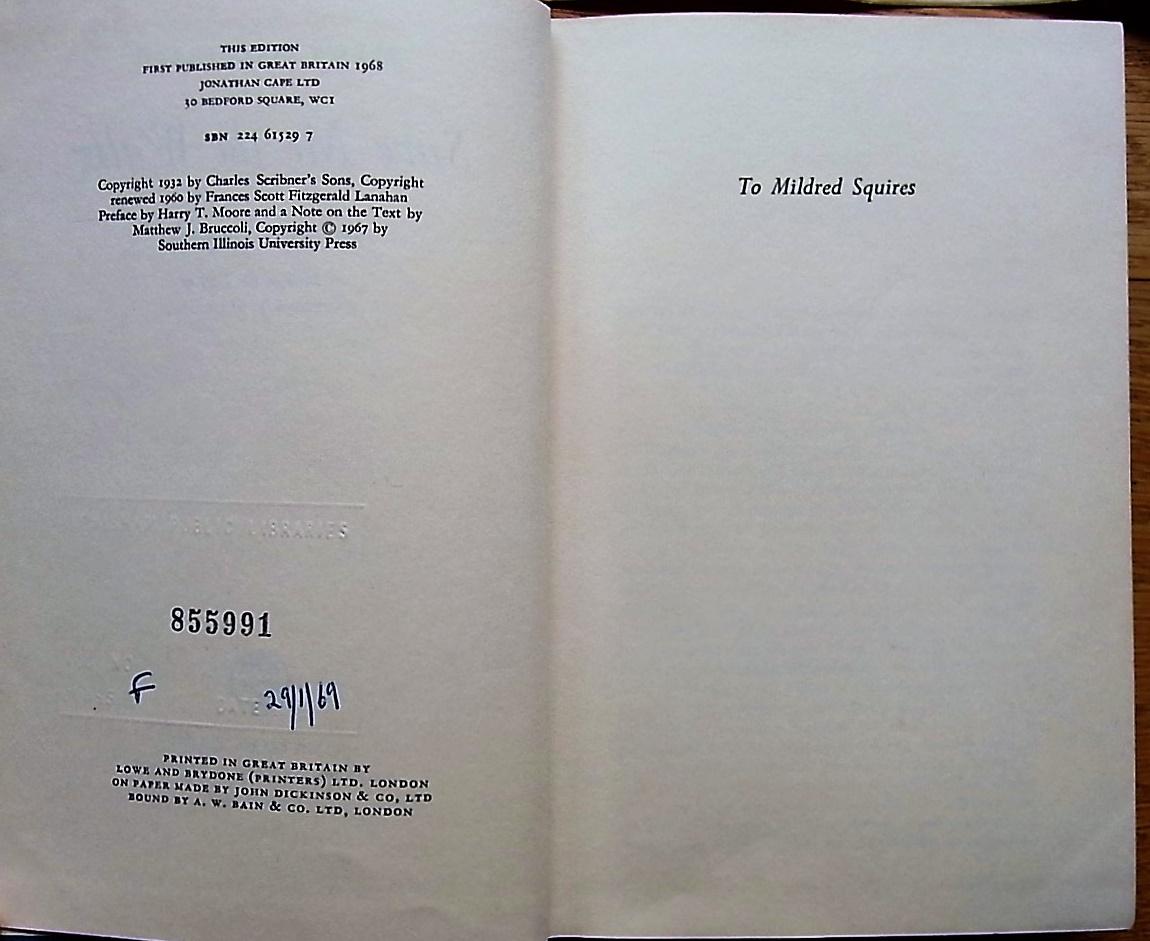 THIS EDITION
FIRST PUBLISHED IN GREAT BRITAIN 1968
JONATHAN CAPE LTD
30 BEDFORD SQUARE, WC1
SBN 224 61529 7
Copyright 1932 by Charles Scribner's Sons, Copyright
renewed 1960 by Frances Scott Fitzgerald Lanahan
Preface by Harry T. Moore and a Note on the Text by
Matthew J. Bruccoli, Copyright © 1967 by
Southern Illinois University Press
PUBLIC LIBRARIES
855991
F
DATE 29/1/69
PRINTED IN GREAT BRITAIN BY
LOWE AND BRYDONE (PRINTERS) LTD, LONDON
ON PAPER MADE BY JOHN DICKINSON & CO, LTD
BOUND BY A. W. BAIN & CO. LTD, LONDON
To Mildred Squires